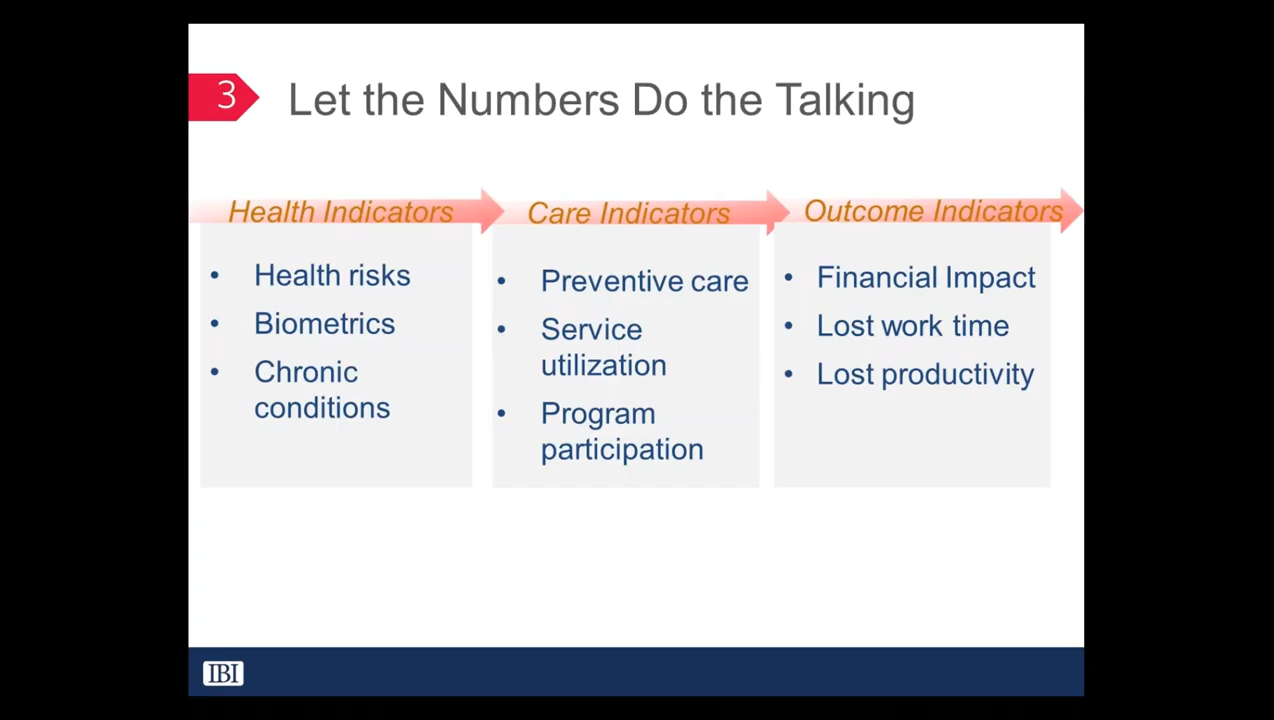 3
Let the Numbers Do the Talking
Health Indicators
• Health risks
• Biometrics
• Chronic
conditions
Care Indicators
• Preventive care
• Service
utilization
• Program
participation
Outcome Indicators
• Financial Impact
• Lost work time
• Lost productivity
IBI